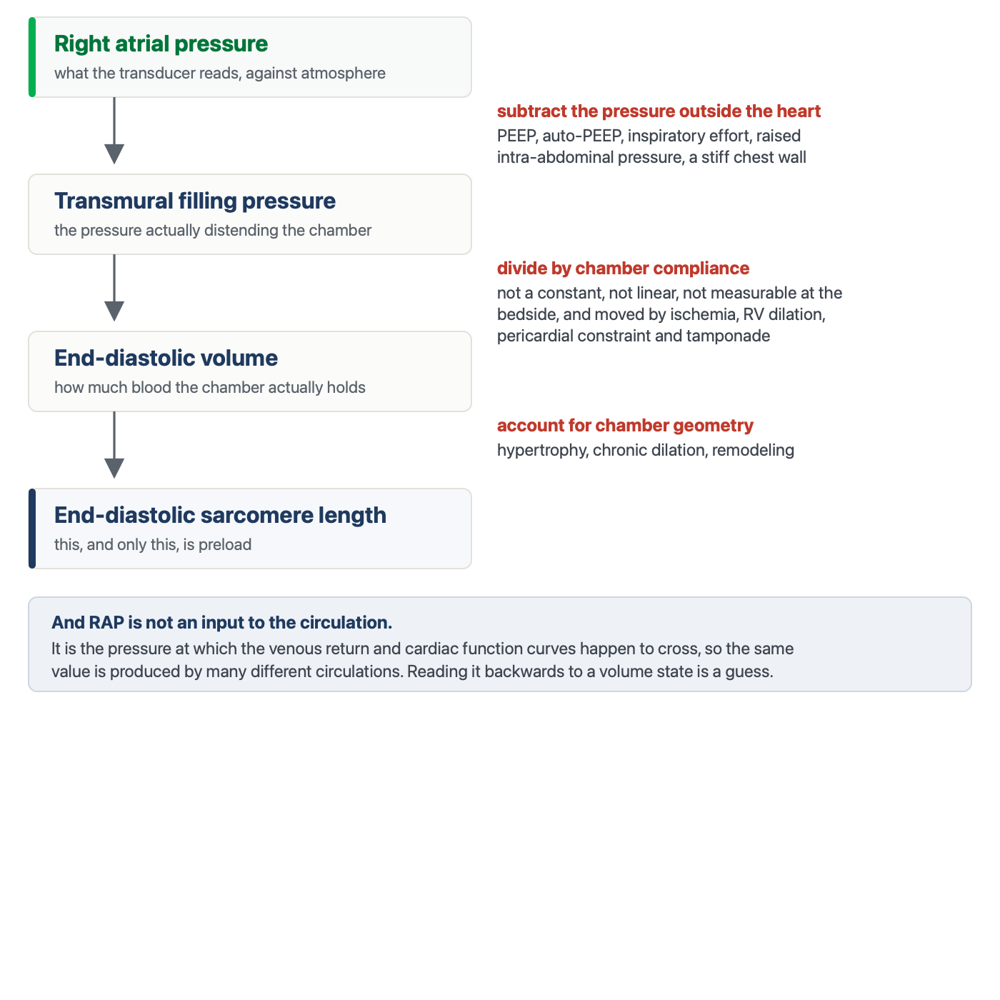 Right atrial pressure
what the transducer reads, against atmosphere
subtract the pressure outside the heart
PEEP, auto-PEEP, inspiratory effort, raised
intra-abdominal pressure, a stiff chest wall
Transmural filling pressure
the pressure actually distending the chamber
divide by chamber compliance
not a constant, not linear, not measurable at the
bedside, and moved by ischemia, RV dilation,
pericardial constraint and tamponade
End-diastolic volume
how much blood the chamber actually holds
account for chamber geometry
hypertrophy, chronic dilation, remodeling
End-diastolic sarcomere length
this, and only this, is preload
And RAP is not an input to the circulation.
It is the pressure at which the venous return and cardiac function curves happen to cross, so the same
value is produced by many different circulations. Reading it backwards to a volume state is a guess.